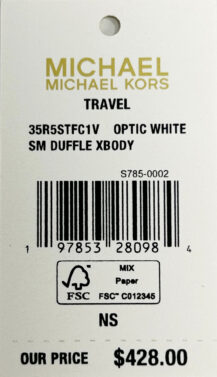 MICHAEL
MICHAEL KORS
TRAVEL
35R5STFC1V OPTIC WHITE
SM DUFFLE XBODY
S785-0002
1 97853 28098 4
FSC
MIX
Paper
FSC™ C012345
NS
OUR PRICE $428.00